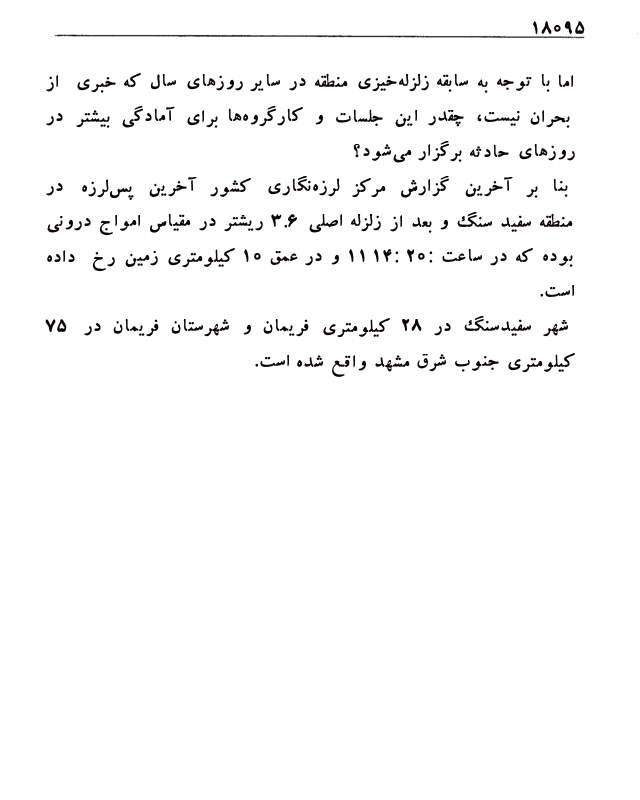 ۱۸۰۹۵
اما با توجه به سابقه زلزله‌خیزی منطقه در سایر روزهای سال که خبری از
بحران نیست، چقدر این جلسات و کارگروه‌ها برای آمادگی بیشتر در
روزهای حادثه برگزار می‌شود؟
بنا بر آخرین گزارش مرکز لرزه‌نگاری کشور آخرین پس‌لرزه در
منطقه سفید سنگ و بعد از زلزله اصلی ۳.۶ ریشتر در مقیاس امواج درونی
بوده که در ساعت :۲۰: ۱۱۱۴ و در عمق ۱۰ کیلومتری زمین رخ داده
است.
شهر سفیدسنگ در ۲۸ کیلومتری فریمان و شهرستان فریمان در ۷۵
کیلومتری جنوب شرق مشهد واقع شده است.